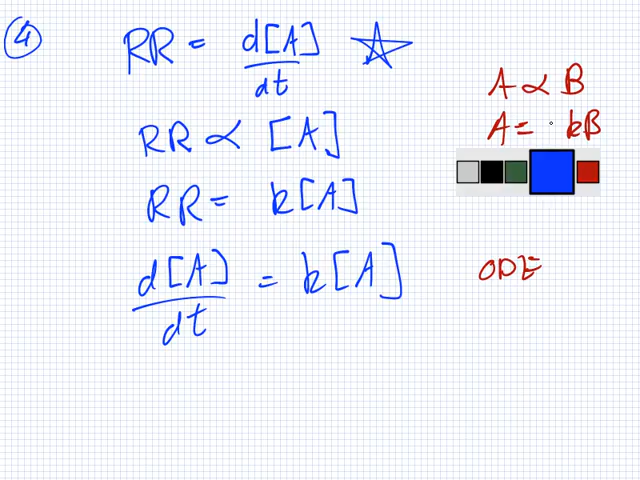 ④
RR = d[A]/dt ☆
RR ∝ [A]
RR = k[A]
d[A]/dt = k[A]
A ∝ B
A = kB
ODE